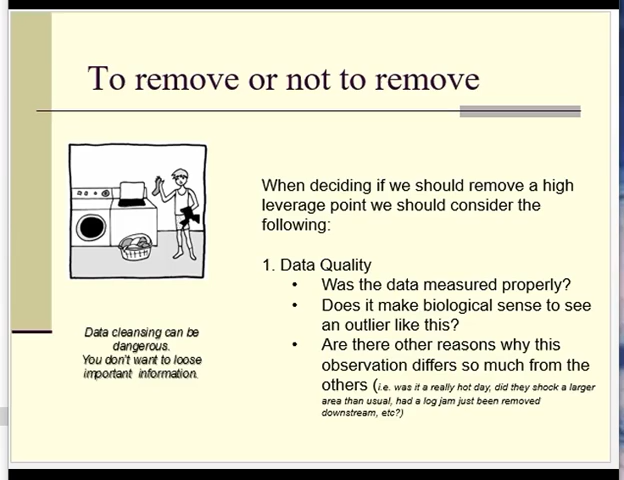 To remove or not to remove
When deciding if we should remove a high
leverage point we should consider the
following:
1. Data Quality
• Was the data measured properly?
• Does it make biological sense to see
an outlier like this?
• Are there other reasons why this
observation differs so much from the
others (i.e. was it a really hot day, did they shock a larger
area than usual, had a log jam just been removed
downstream, etc?)
Data cleansing can be
dangerous.
You don't want to loose
important information.